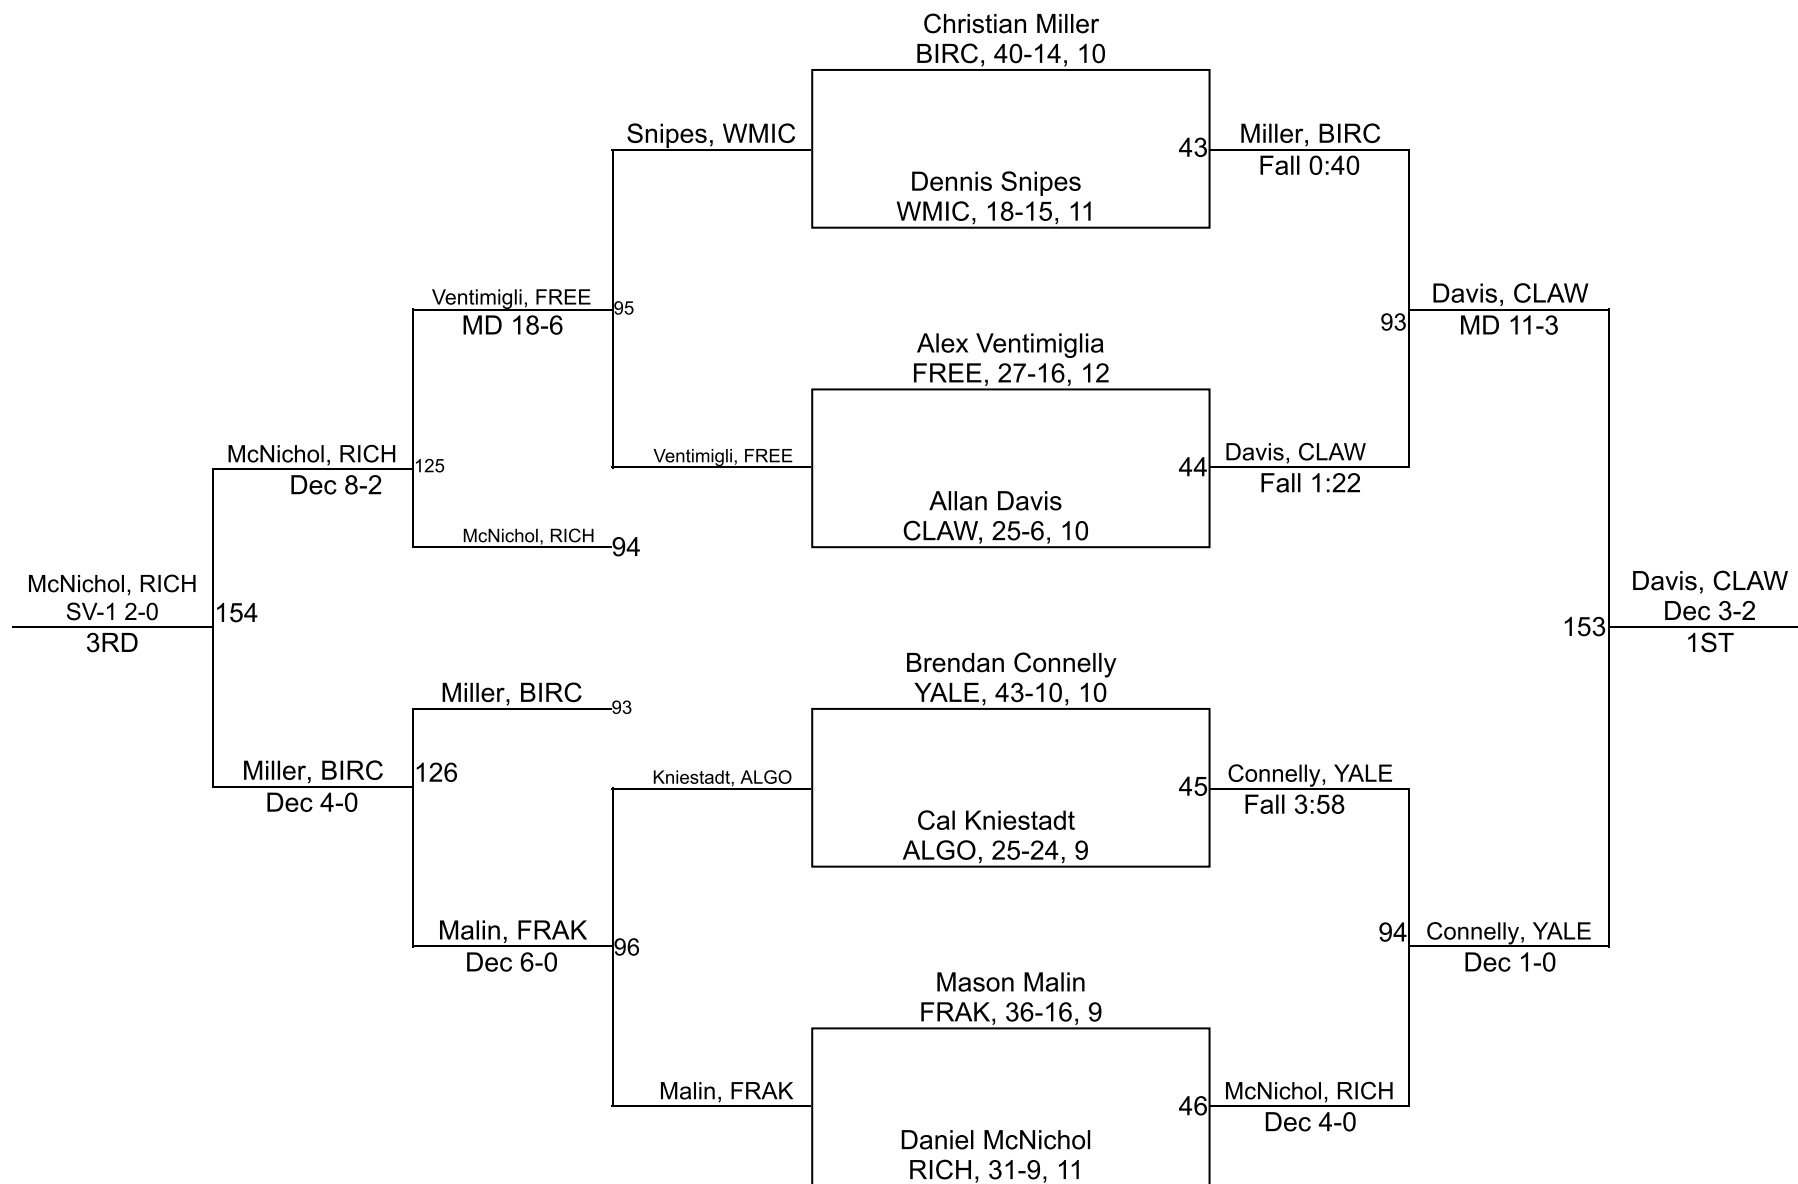 Christian Miller
BIRC, 40-14, 10
Snipes, WMIC
43
Miller, BIRC
Fall 0:40
Dennis Snipes
WMIC, 18-15, 11
Ventimigli, FREE
MD 18-6
95
Davis, CLAW
MD 11-3
93
Alex Ventimiglia
FREE, 27-16, 12
McNichol, RICH
Dec 8-2
125
Ventimigli, FREE
44
Davis, CLAW
Fall 1:22
Allan Davis
CLAW, 25-6, 10
McNichol, RICH
94
McNichol, RICH
SV-1 2-0
3RD
154
153
Davis, CLAW
Dec 3-2
1ST
Brendan Connelly
YALE, 43-10, 10
Miller, BIRC
93
Miller, BIRC
Dec 4-0
126
Kniestadt, ALGO
45
Connelly, YALE
Fall 3:58
Cal Kniestadt
ALGO, 25-24, 9
Malin, FRAK
Dec 6-0
96
94
Connelly, YALE
Dec 1-0
Mason Malin
FRAK, 36-16, 9
Malin, FRAK
46
McNichol, RICH
Dec 4-0
Daniel McNichol
RICH, 31-9, 11